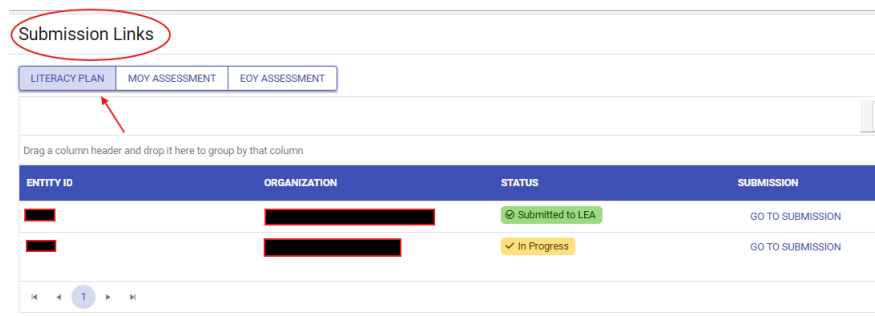 Submission Links
LITERACY PLAN MOY ASSESSMENT EOY ASSESSMENT
Drag a column header and drop it here to group by that column
ENTITY ID ORGANIZATION STATUS SUBMISSION
Submitted to LEA GO TO SUBMISSION
In Progress GO TO SUBMISSION
1